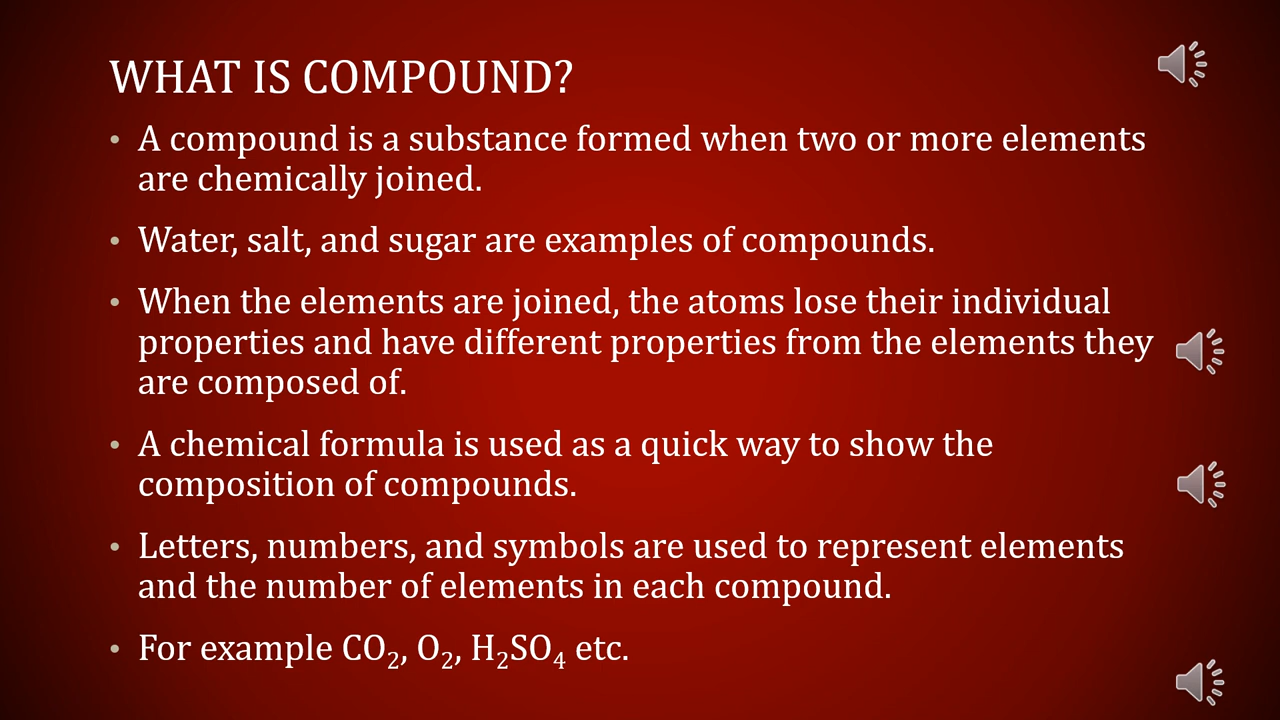 WHAT IS COMPOUND?
• A compound is a substance formed when two or more elements
are chemically joined.
• Water, salt, and sugar are examples of compounds.
• When the elements are joined, the atoms lose their individual
properties and have different properties from the elements they
are composed of.
• A chemical formula is used as a quick way to show the
composition of compounds.
• Letters, numbers, and symbols are used to represent elements
and the number of elements in each compound.
• For example CO₂, O₂, H₂SO₄ etc.